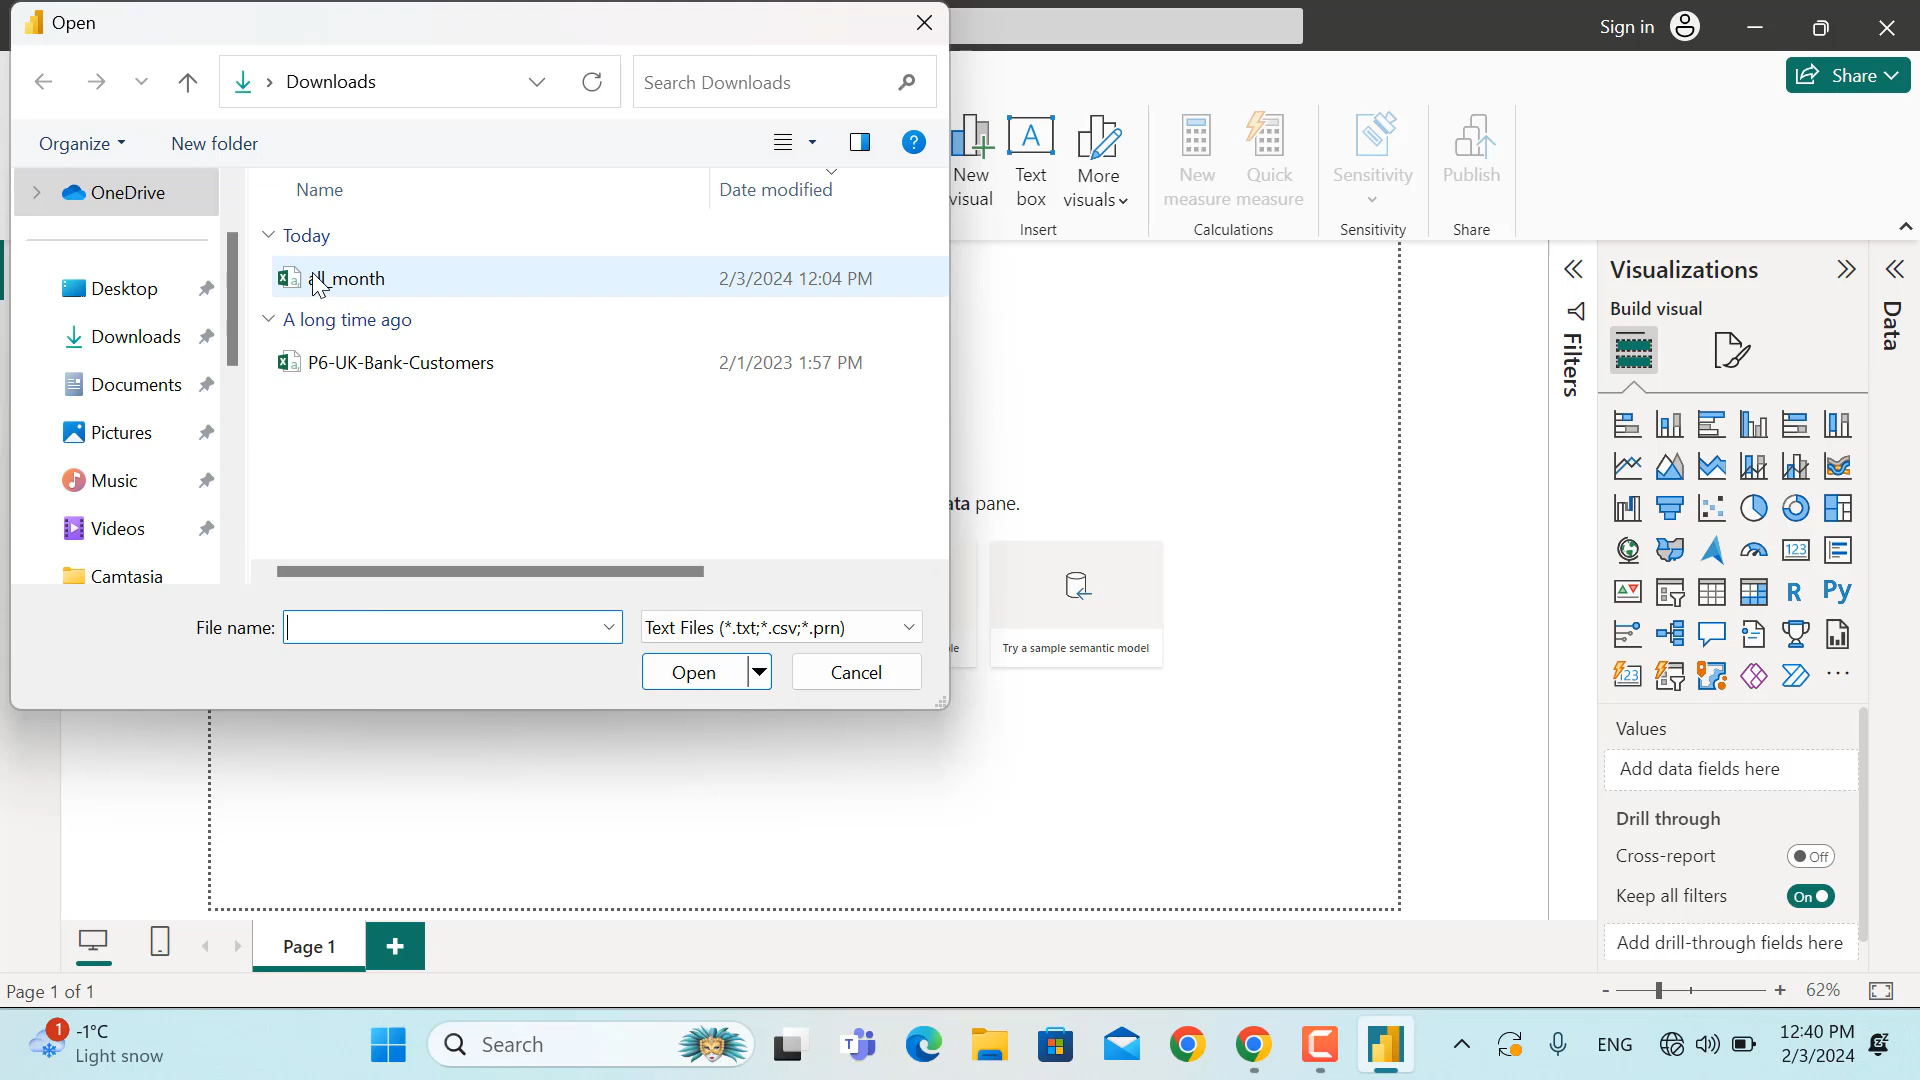 Open
Sign in
Share
Downloads
Search Downloads
Organize
New folder
OneDrive
Name
Date modified
Today
all_month
2/3/2024 12:04 PM
A long time ago
P6-UK-Bank-Customers
2/1/2023 1:57 PM
Desktop
Downloads
Documents
Pictures
Music
Videos
Camtasia
File name:
Text Files (*.txt;*.csv;*.prn)
Open
Cancel
New
visual
A
Text
box
More
visuals
Insert
New
measure
Quick
measure
Calculations
Sensitivity
Sensitivity
Publish
Share
ata pane.
le
Try a sample semantic model
Filters
Visualizations
Build visual
123
R
Py
123
Values
Add data fields here
Drill through
Cross-report
Off
Keep all filters
On
Add drill-through fields here
Data
Page 1
Page 1 of 1
- + 62%
1
-1°C
Light snow
Search
ENG
12:40 PM
2/3/2024